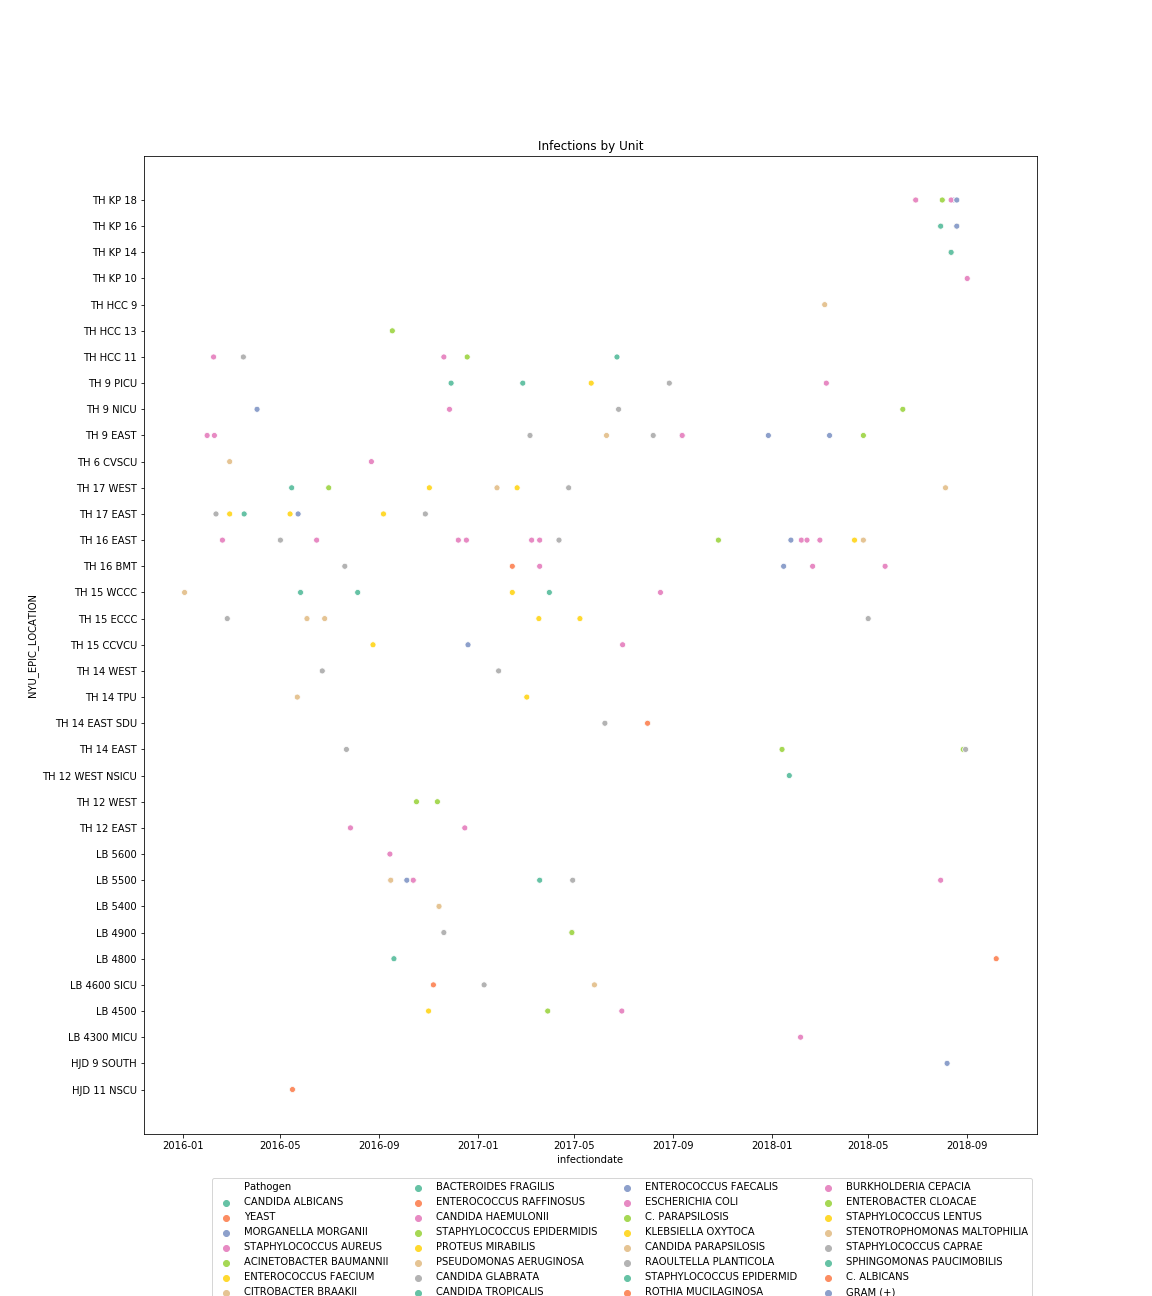 Infections by Unit
TH KP 18
TH KP 16
TH KP 14
TH KP 10
TH HCC 9
TH HCC 13
TH HCC 11
TH 9 PICU
TH 9 NICU
TH 9 EAST
TH 6 CVSCU
TH 17 WEST
TH 17 EAST
TH 16 EAST
TH 16 BMT
TH 15 WCCC
TH 15 ECCC
TH 15 CCVCU
TH 14 WEST
TH 14 TPU
TH 14 EAST SDU
TH 14 EAST
TH 12 WEST NSICU
TH 12 WEST
TH 12 EAST
LB 5600
LB 5500
LB 5400
LB 4900
LB 4800
LB 4600 SICU
LB 4500
LB 4300 MICU
HJD 9 SOUTH
HJD 11 NSCU
NYU_EPIC_LOCATION
2016-01 2016-05 2016-09 2017-01 2017-05 2017-09 2018-01 2018-05 2018-09
infectiondate
Pathogen
CANDIDA ALBICANS
YEAST
MORGANELLA MORGANII
STAPHYLOCOCCUS AUREUS
ACINETOBACTER BAUMANNII
ENTEROCOCCUS FAECIUM
CITROBACTER BRAAKII
BACTEROIDES FRAGILIS
ENTEROCOCCUS RAFFINOSUS
CANDIDA HAEMULONII
STAPHYLOCOCCUS EPIDERMIDIS
PROTEUS MIRABILIS
PSEUDOMONAS AERUGINOSA
CANDIDA GLABRATA
CANDIDA TROPICALIS
ENTEROCOCCUS FAECALIS
ESCHERICHIA COLI
C. PARAPSILOSIS
KLEBSIELLA OXYTOCA
CANDIDA PARAPSILOSIS
RAOULTELLA PLANTICOLA
STAPHYLOCOCCUS EPIDERMID
ROTHIA MUCILAGINOSA
BURKHOLDERIA CEPACIA
ENTEROBACTER CLOACAE
STAPHYLOCOCCUS LENTUS
STENOTROPHOMONAS MALTOPHILIA
STAPHYLOCOCCUS CAPRAE
SPHINGOMONAS PAUCIMOBILIS
C. ALBICANS
GRAM (+)